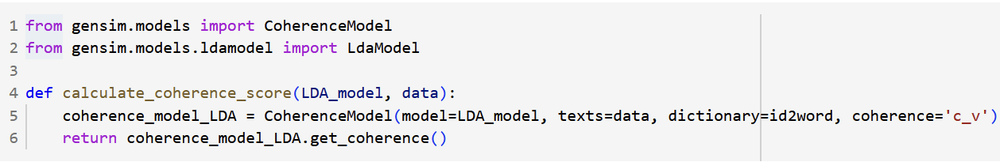 1 from gensim.models import CoherenceModel
2 from gensim.models.ldamodel import LdaModel
3
4 def calculate_coherence_score(LDA_model, data):
5     coherence_model_LDA = CoherenceModel(model=LDA_model, texts=data, dictionary=id2word, coherence='c_v')
6     return coherence_model_LDA.get_coherence()